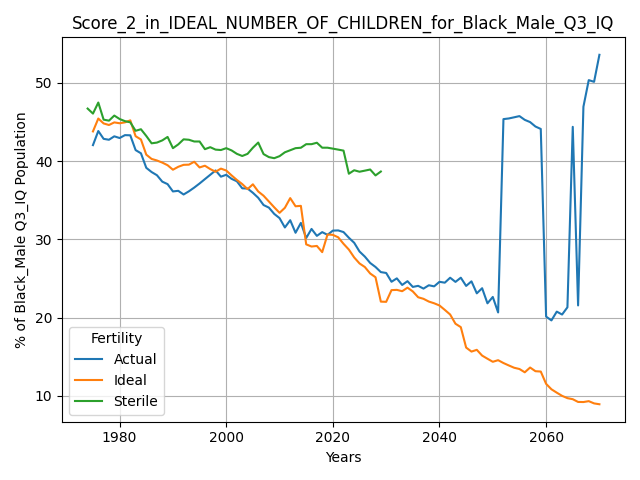 Score_2_in_IDEAL_NUMBER_OF_CHILDREN_for_Black_Male_Q3_IQ
% of Black_Male Q3_IQ Population
50
40
30
20
10
Fertility
Actual
Ideal
Sterile
1980
2000
2020
2040
2060
Years